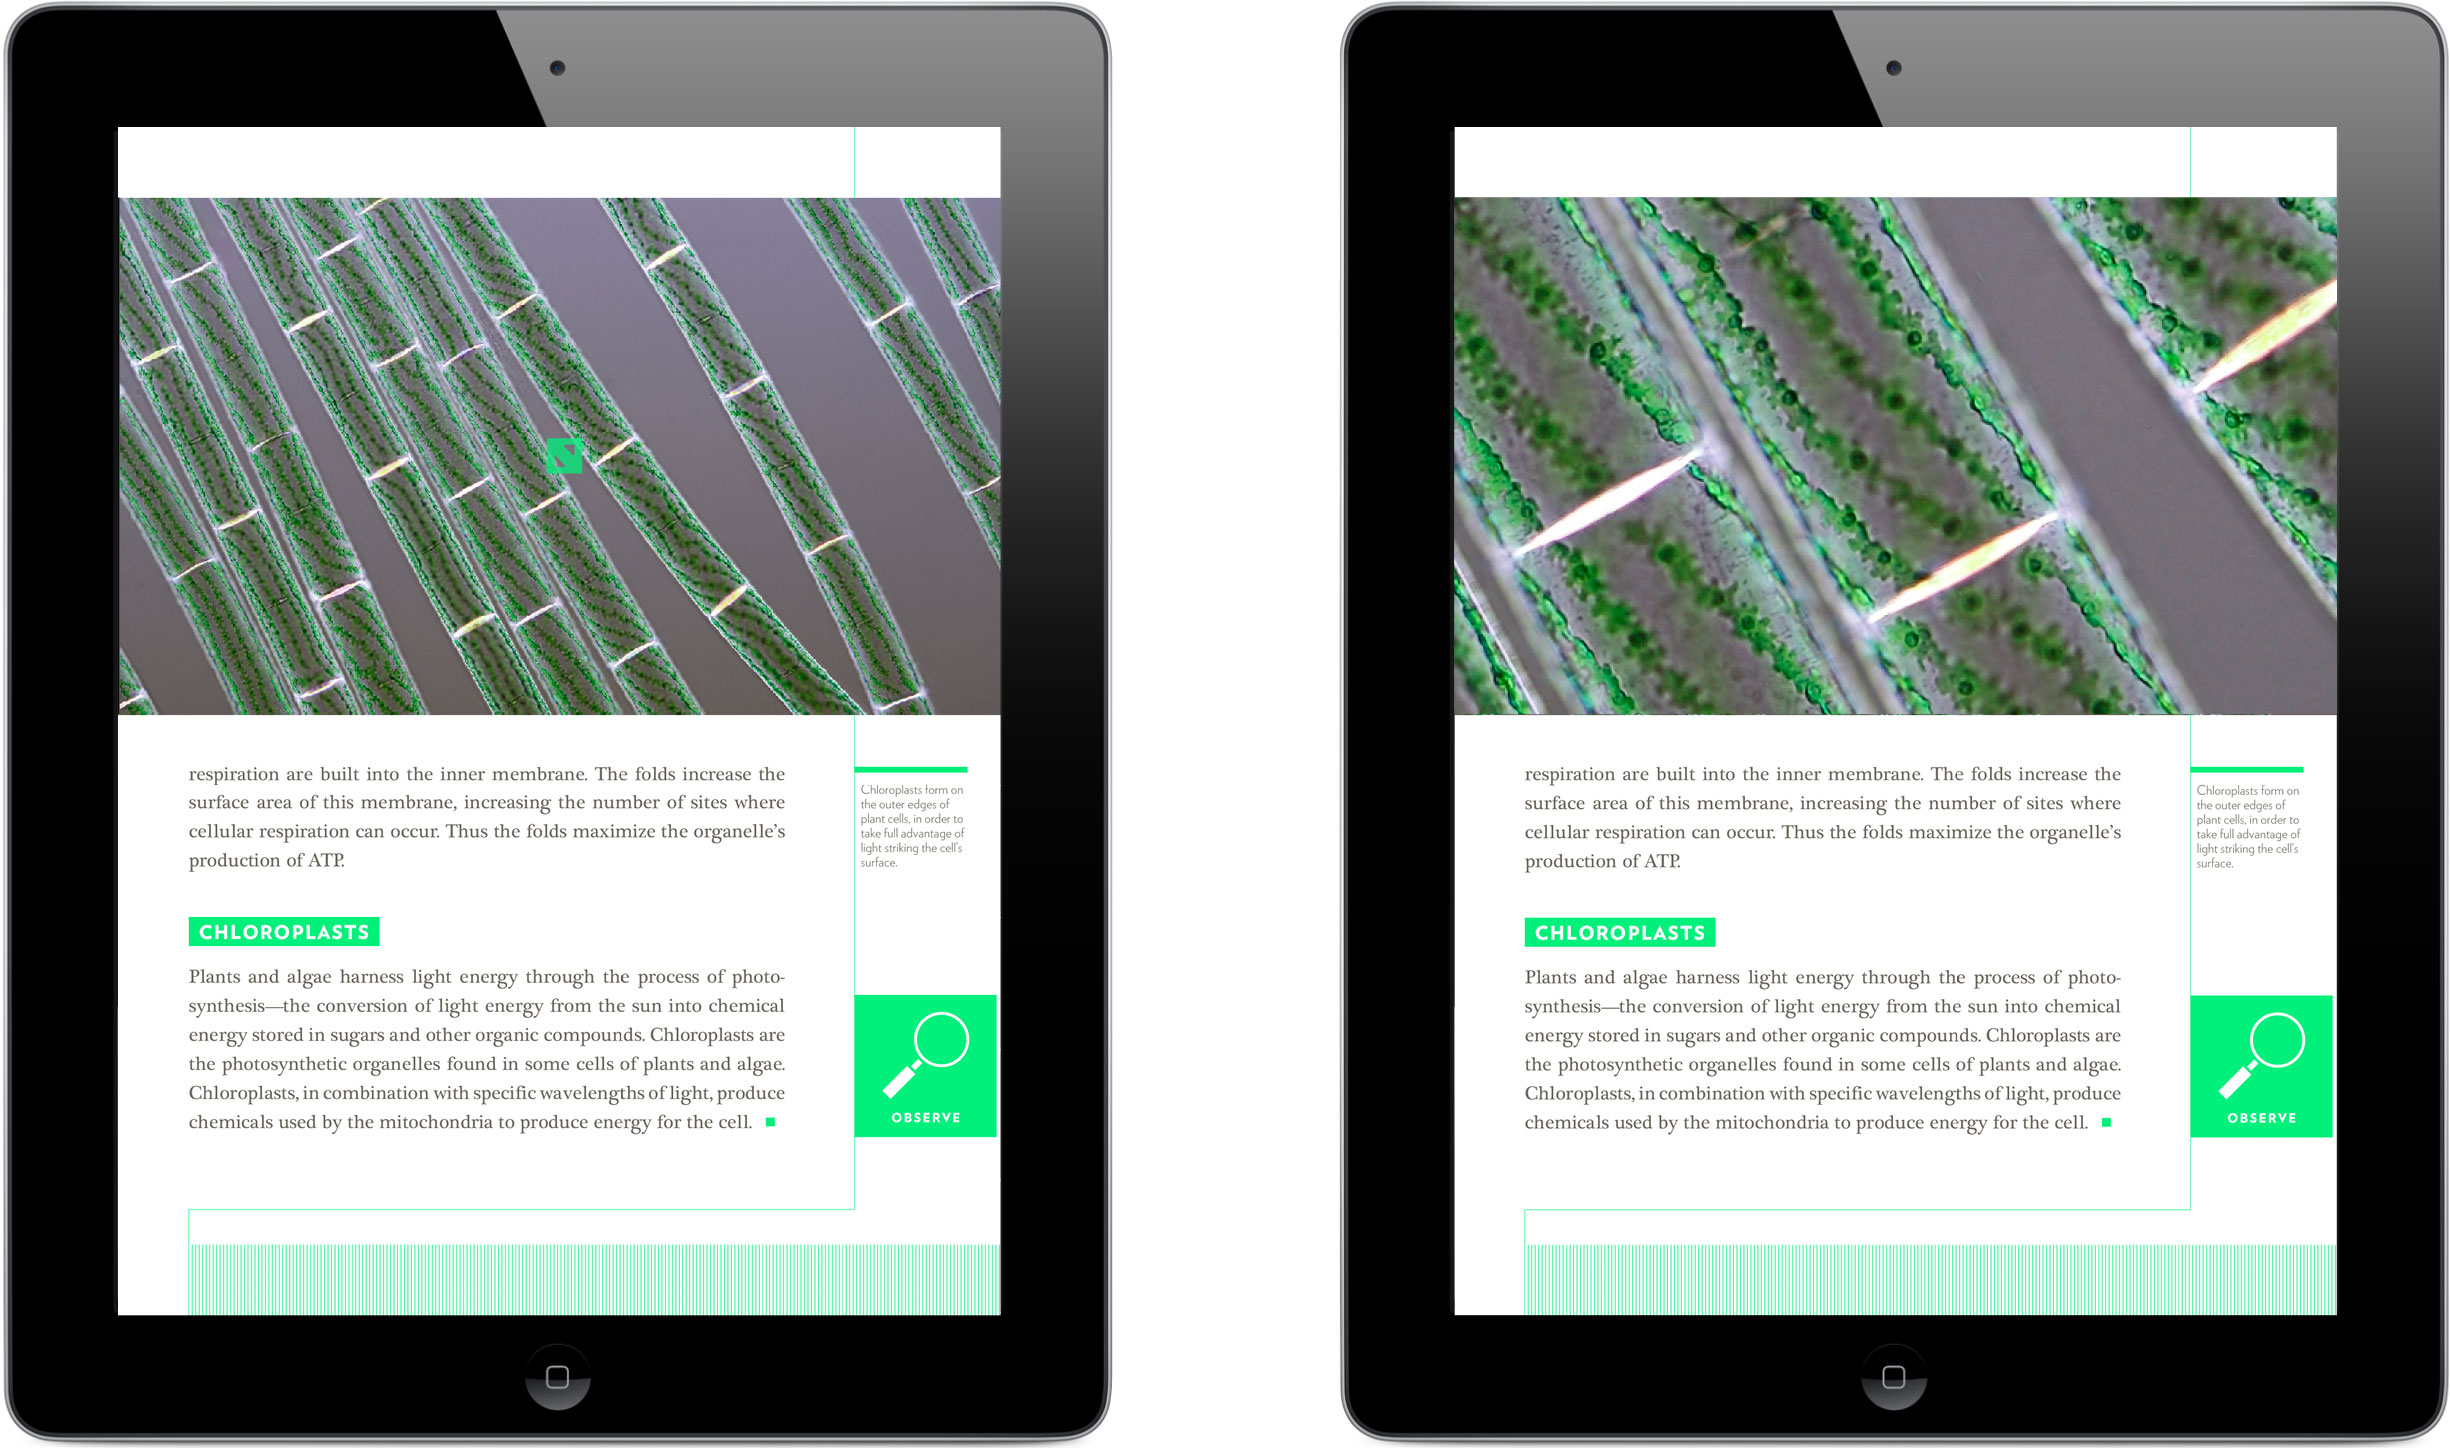 respiration are built into the inner membrane. The folds increase the
surface area of this membrane, increasing the number of sites where
cellular respiration can occur. Thus the folds maximize the organelle’s
production of ATP.
CHLOROPLASTS
Plants and algae harness light energy through the process of photo-
synthesis—the conversion of light energy from the sun into chemical
energy stored in sugars and other organic compounds. Chloroplasts are
the photosynthetic organelles found in some cells of plants and algae.
Chloroplasts, in combination with specific wavelengths of light, produce
chemicals used by the mitochondria to produce energy for the cell.
Chloroplasts form on
the outer edges of
plant cells, in order to
take full advantage of
light striking the cell’s
surface.
OBSERVE
respiration are built into the inner membrane. The folds increase the
surface area of this membrane, increasing the number of sites where
cellular respiration can occur. Thus the folds maximize the organelle’s
production of ATP.
CHLOROPLASTS
Plants and algae harness light energy through the process of photo-
synthesis—the conversion of light energy from the sun into chemical
energy stored in sugars and other organic compounds. Chloroplasts are
the photosynthetic organelles found in some cells of plants and algae.
Chloroplasts, in combination with specific wavelengths of light, produce
chemicals used by the mitochondria to produce energy for the cell.
Chloroplasts form on
the outer edges of
plant cells, in order to
take full advantage of
light striking the cell’s
surface.
OBSERVE